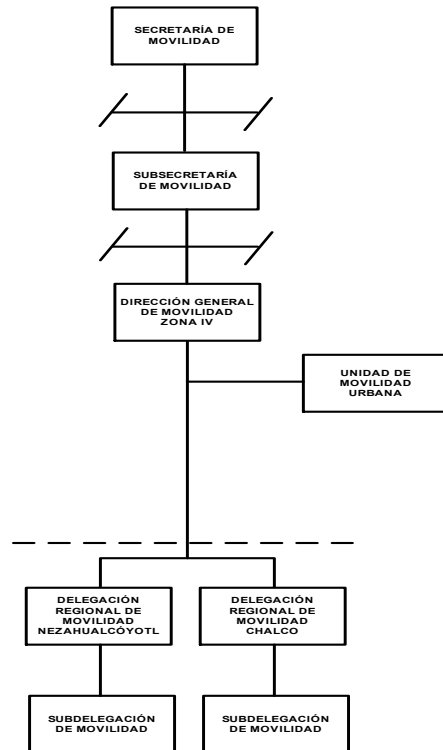 SECRETARÍA DE
MOVILIDAD
SUBSECRETARÍA
DE MOVILIDAD
DIRECCIÓN GENERAL
DE MOVILIDAD
ZONA IV
UNIDAD DE
MOVILIDAD
URBANA
DELEGACIÓN
REGIONAL DE
MOVILIDAD
NEZAHUALCÓYOTL
DELEGACIÓN
REGIONAL DE
MOVILIDAD
CHALCO
SUBDELEGACIÓN
DE MOVILIDAD
SUBDELEGACIÓN
DE MOVILIDAD